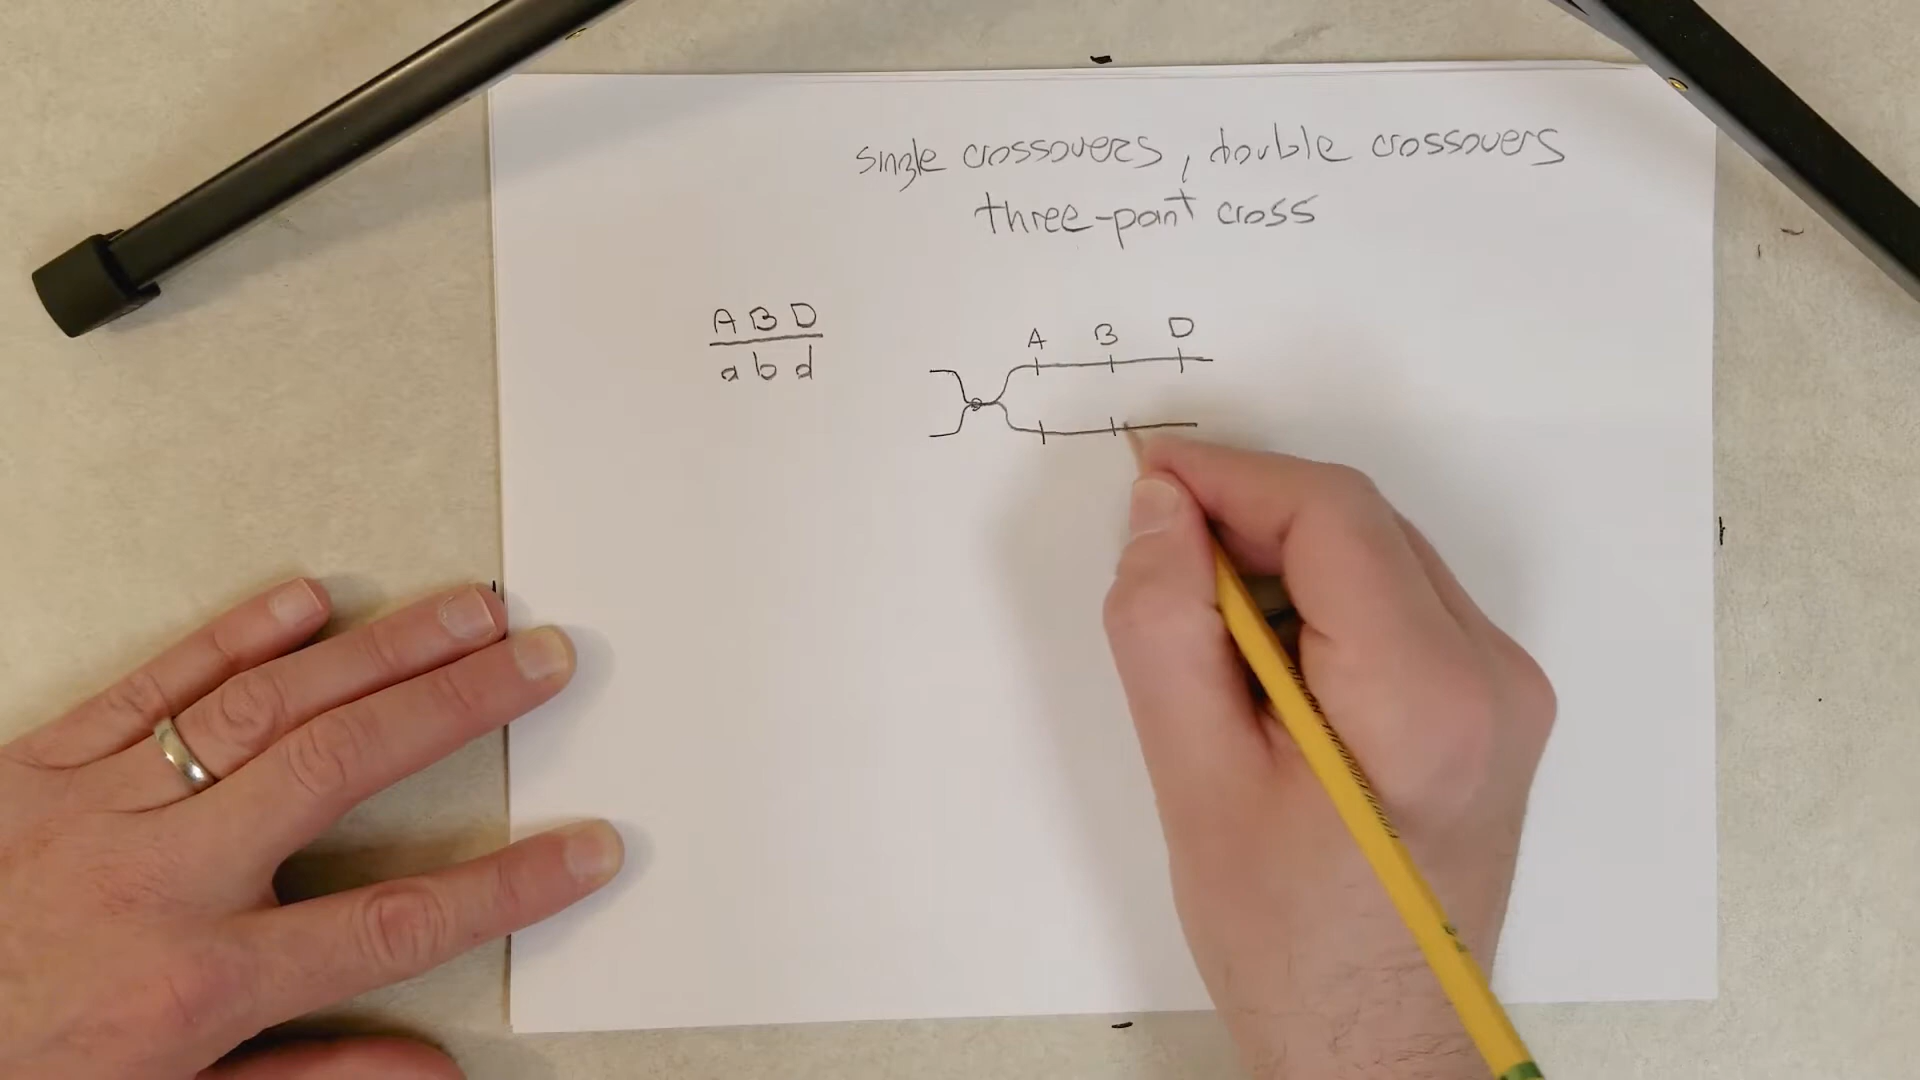 single crossovers, double crossovers
three-point cross
A B D
a b d
A B D